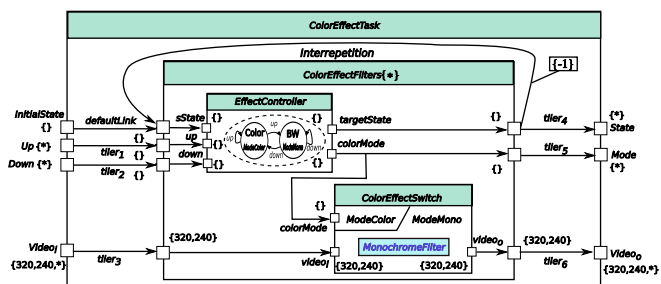 ColorEffectTask
Interrepetition
{-1}
ColorEffectFilters{*}
EffectController
InitialState
{}
defaultLink
{}
sState
{}
{}
targetState
{}
tiler4
{*}
State
Up {*}
tiler1
{}
up
{}
up
Color
ModeColor
up
BW
ModeMono
down
down
{}
colorMode
{}
tiler5
Mode
{*}
Down {*}
tiler2
{}
down
{}
ColorEffectSwitch
{}
colorMode
ModeColor
ModeMono
MonochromeFilter
VideoI
{320,240,*}
tiler3
{320,240}
videoI
{320,240}
{320,240}
videoo
{320,240}
tiler6
Videoo
{320,240,*}